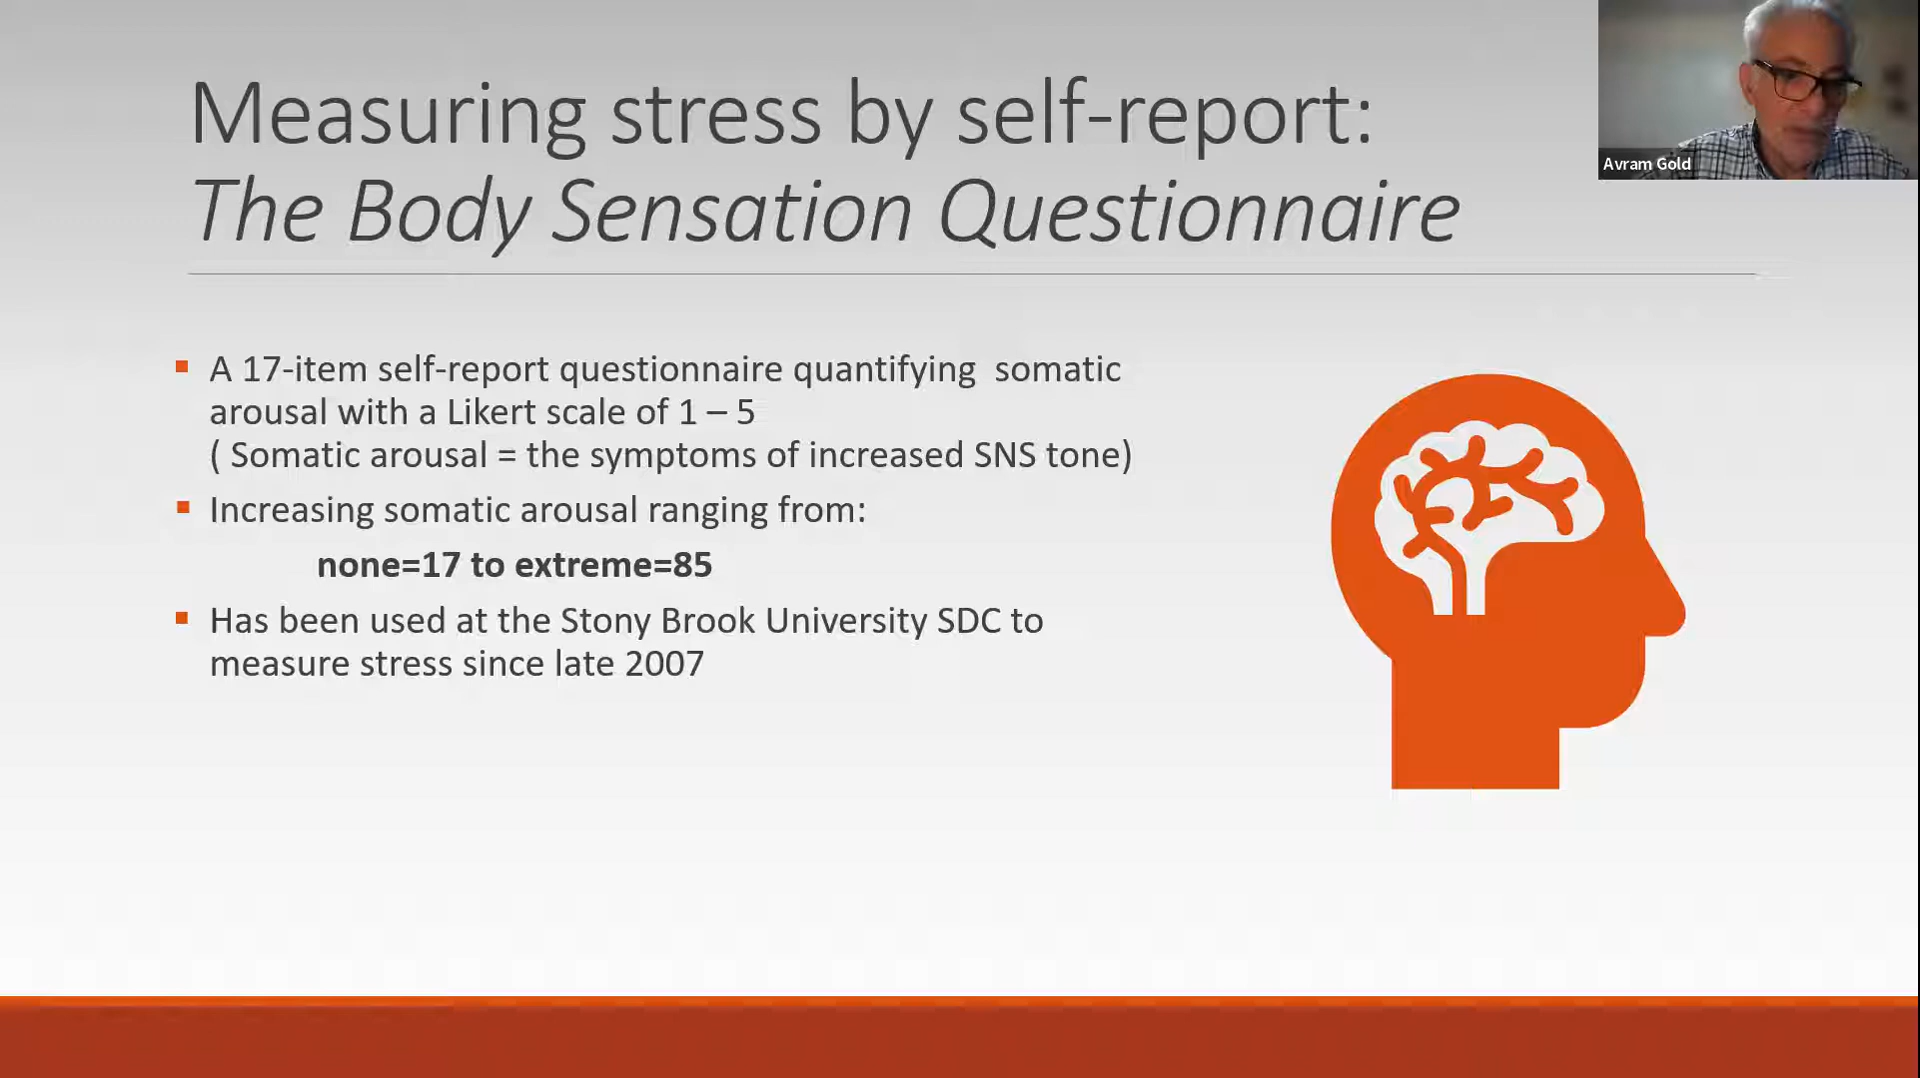 Measuring stress by self-report:
The Body Sensation Questionnaire
Avram Gold
A 17-item self-report questionnaire quantifying  somatic
arousal with a Likert scale of 1 – 5
( Somatic arousal = the symptoms of increased SNS tone)
Increasing somatic arousal ranging from:
none=17 to extreme=85
Has been used at the Stony Brook University SDC to
measure stress since late 2007